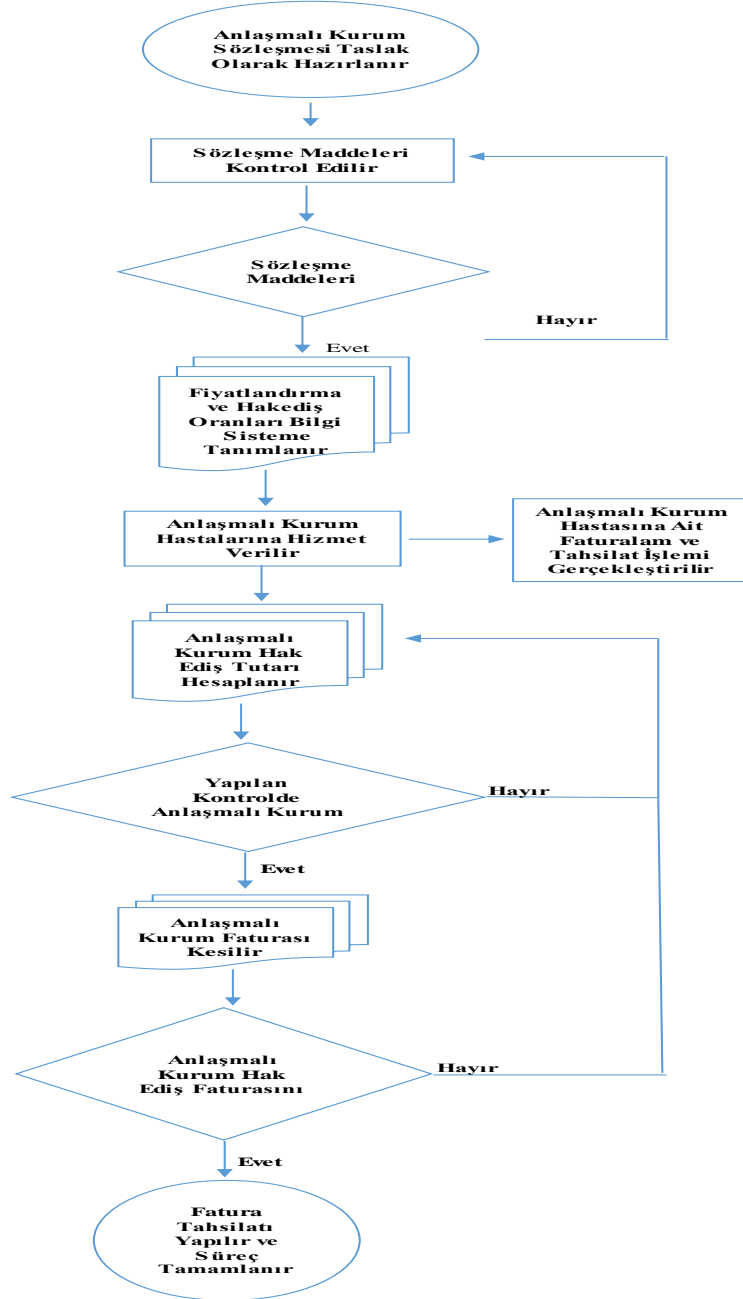 Anlaşmalı Kurum
Sözleşmesi Taslak
Olarak Hazırlanır
Sözleşme Maddeleri
Kontrol Edilir
Sözleşme
Maddeleri
Hayır
Evet
Fiyatlandırma
ve Hakediş
Oranları Bilgi
Sisteme
Tanımlanır
Anlaşmalı Kurum
Hastalarına Hizmet
Verilir
Anlaşmalı Kurum
Hastasına Ait
Faturalam ve
Tahsilat İşlemi
Gerçekleştirilir
Anlaşmalı
Kurum Hak
Ediş Tutarı
Hesaplanır
Yapılan
Kontrolde
Anlaşmalı Kurum
Hayır
Evet
Anlaşmalı
Kurum Faturası
Kesilir
Anlaşmalı
Kurum Hak
Ediş Faturasını
Hayır
Evet
Fatura
Tahsilatı
Yapılır ve
Süreç
Tamamlanır